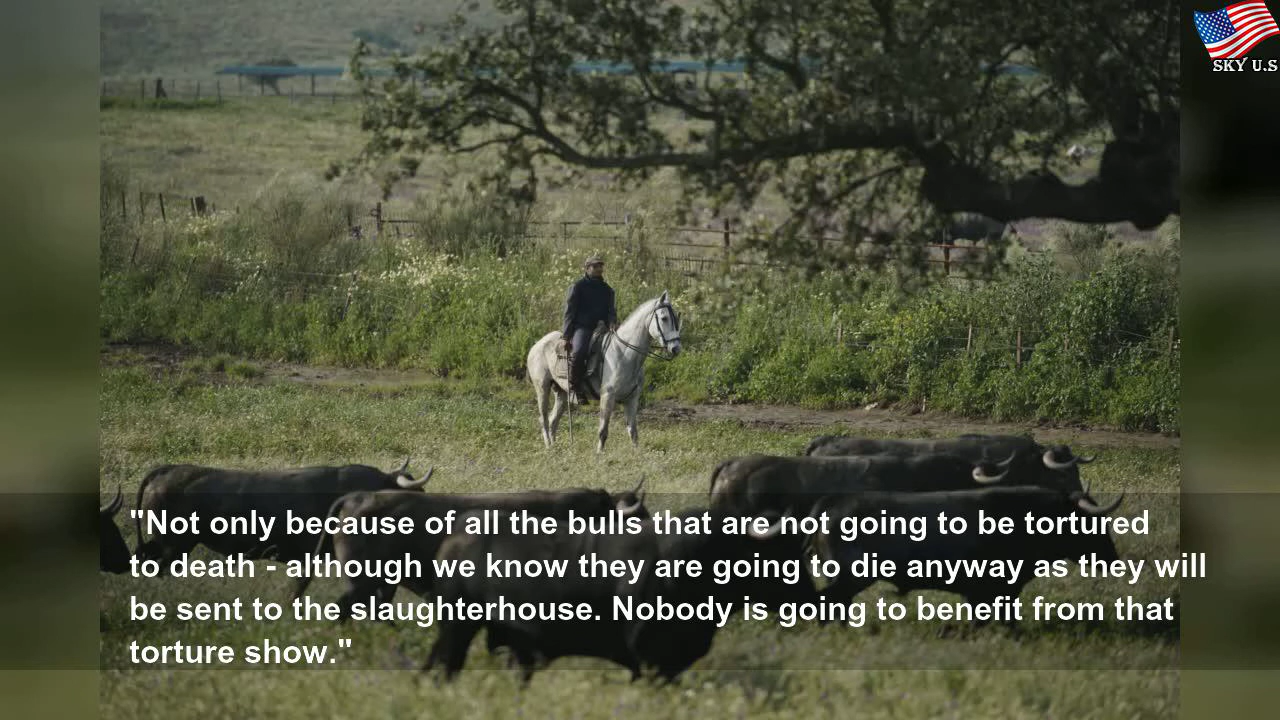 SKY U.S
"Not only because of all the bulls that are not going to be tortured
to death - although we know they are going to die anyway as they will
be sent to the slaughterhouse. Nobody is going to benefit from that
torture show."